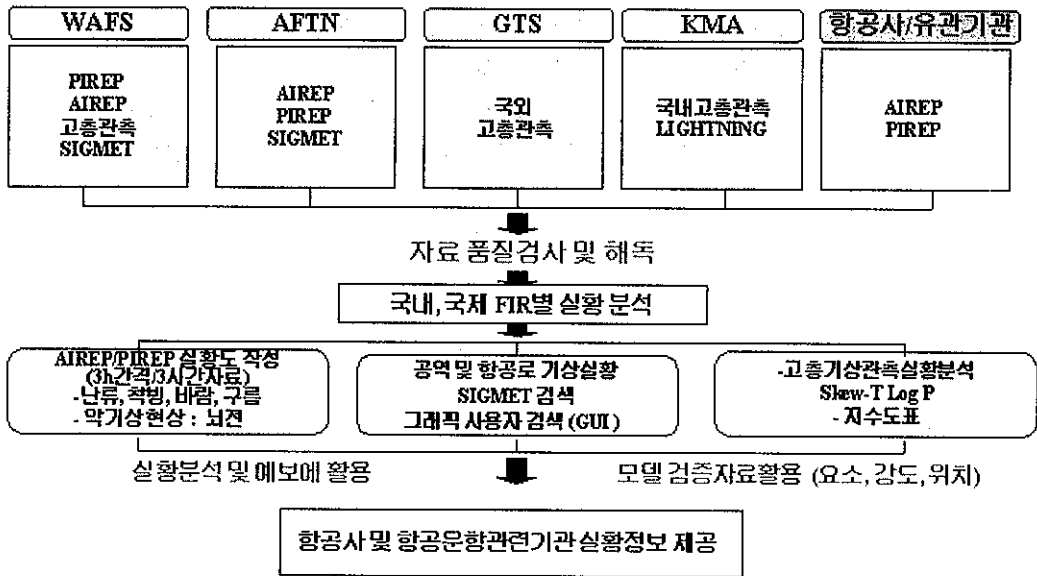 WAFS
AFTN
GTS
KMA
항공사/유관기관
PIREP
AIREP
고층관측
SIGMET
AIREP
PIREP
SIGMET
국외
고층관측
국내고층관측
LIGHTNING
AIREP
PIREP
자료 품질검사 및 해독
국내, 국제 FIR별 실황 분석
AIREP/PIREP 실황도 작성
(3h간격/3시간자료)
-난류, 착빙, 바람, 구름
- 악기상현상 : 뇌전
공역 및 항공로 기상실황
SIGMET 검색
그래픽 사용자 검색 (GUI)
-고층기상관측실황분석
Skew-T Log P
- 지수도표
실황분석 및 예보에 활용
모델 검증자료활용 (요소, 강도, 위치)
항공사 및 항공운항관련기관 실황정보 제공